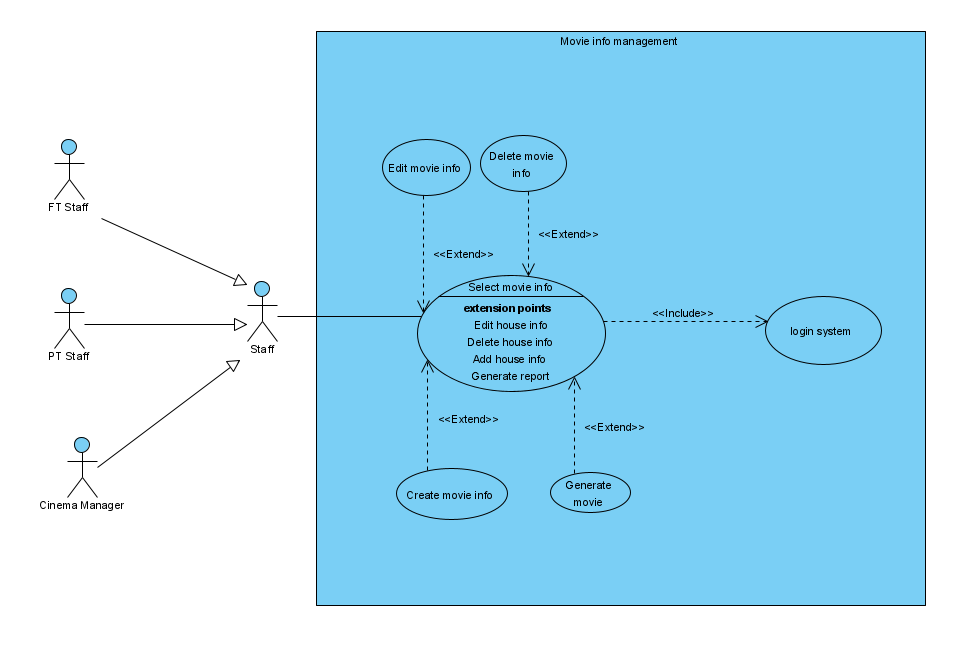 Movie info management
Edit movie info
Delete movie
info
FT Staff
<<Extend>>
<<Extend>>
Select movie info
extension points
Edit house info
Delete house info
Add house info
Generate report
<<Include>>
login system
Staff
PT Staff
<<Extend>>
<<Extend>>
Create movie info
Generate
movie
Cinema Manager